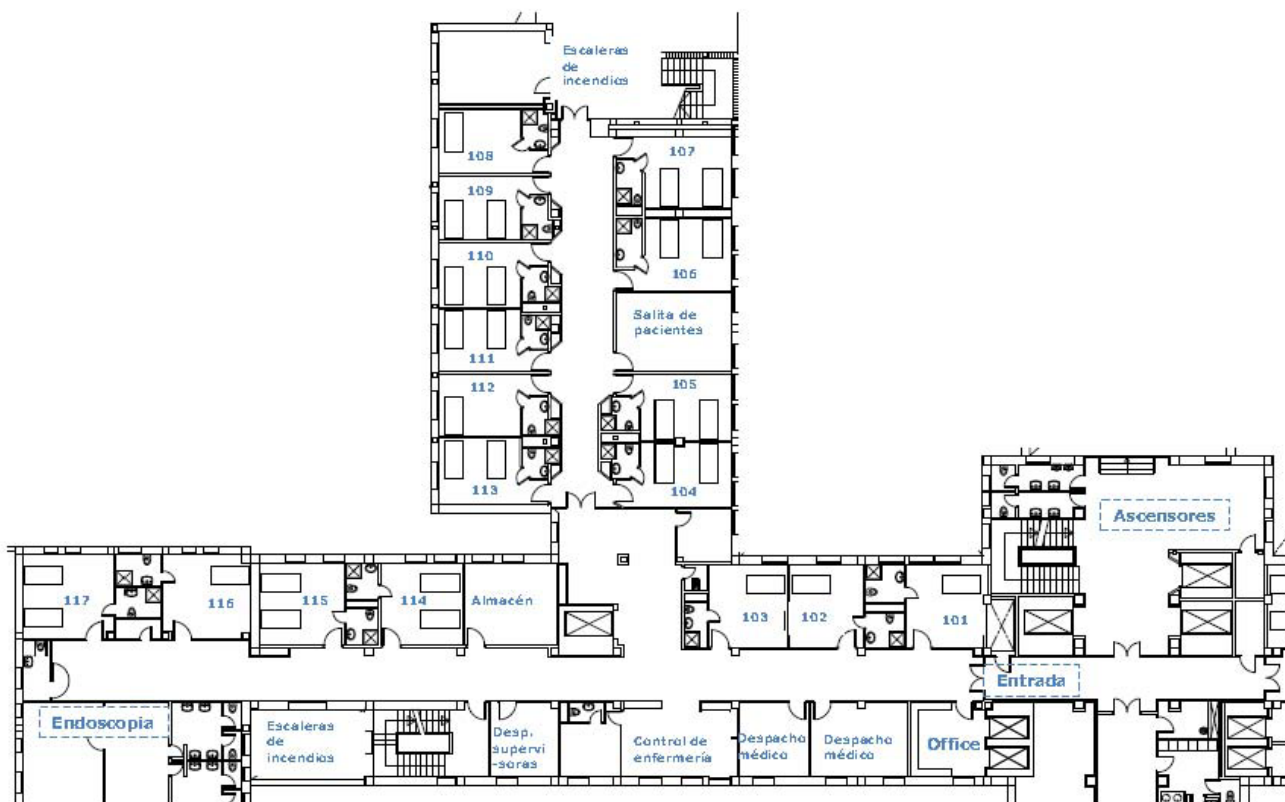 Escaleras
de
incendios
108
107
109
110
106
Salita de
pacientes
111
112
105
113
104
Ascensores
117
116
115
114
Almacén
103
102
101
Entrada
Endoscopia
Escaleras
de
incendios
Desp.
supervi
-soras
Control de
enfermería
Despacho
médico
Despacho
médico
Office